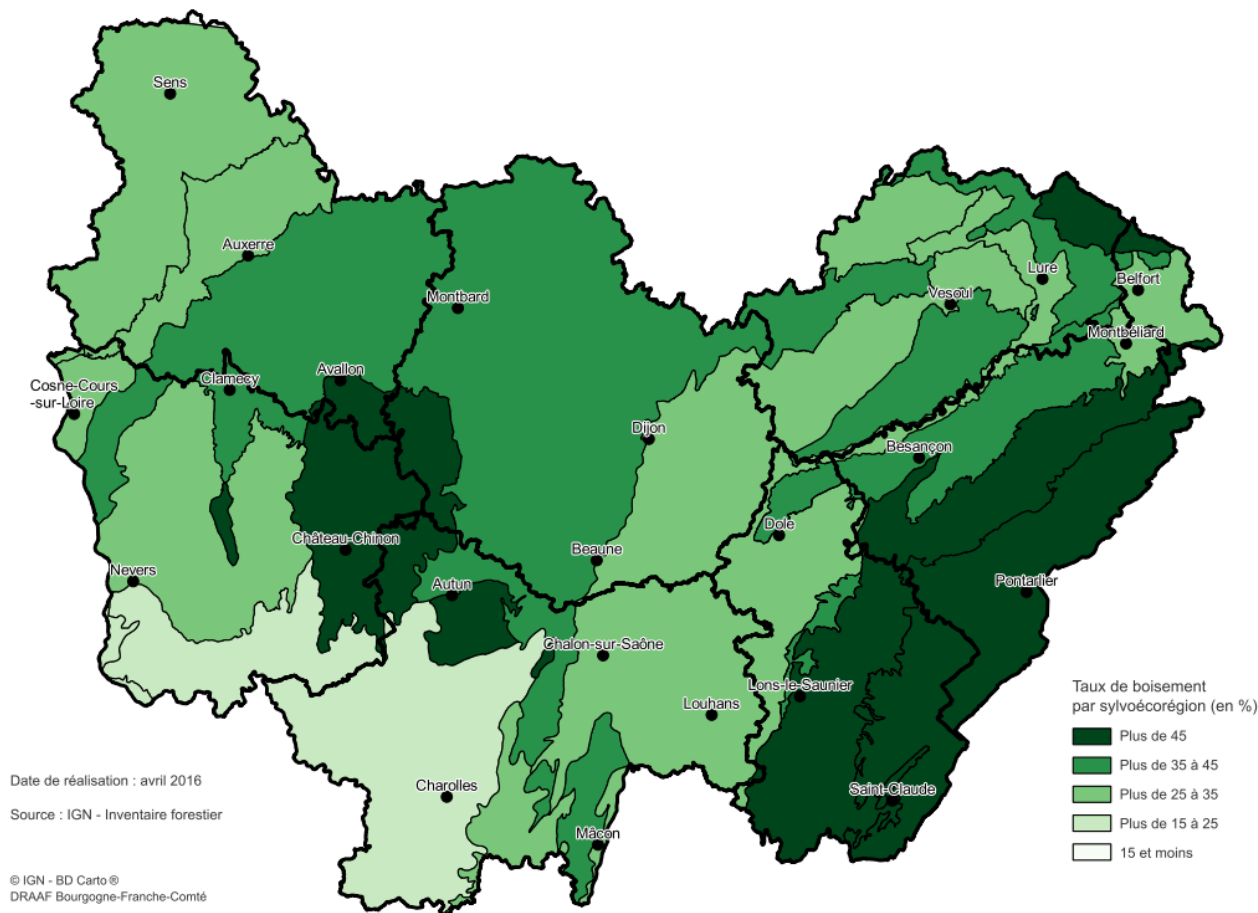 Sens
Auxerre
Montbard
Vesoul
Lure
Belfort
Montbéliard
Cosne-Cours
-sur-Loire
Clamecy
Avallon
Dijon
Besançon
Château-Chinon
Dole
Beaune
Nevers
Autun
Pontarlier
Chalon-sur-Saône
Lons-le-Saunier
Louhans
Charolles
Saint-Claude
Mâcon
Taux de boisement
par sylvoécorégion (en %)
Plus de 45
Plus de 35 à 45
Plus de 25 à 35
Plus de 15 à 25
15 et moins
Date de réalisation : avril 2016
Source : IGN - Inventaire forestier
© IGN - BD Carto ®
DRAAF Bourgogne-Franche-Comté